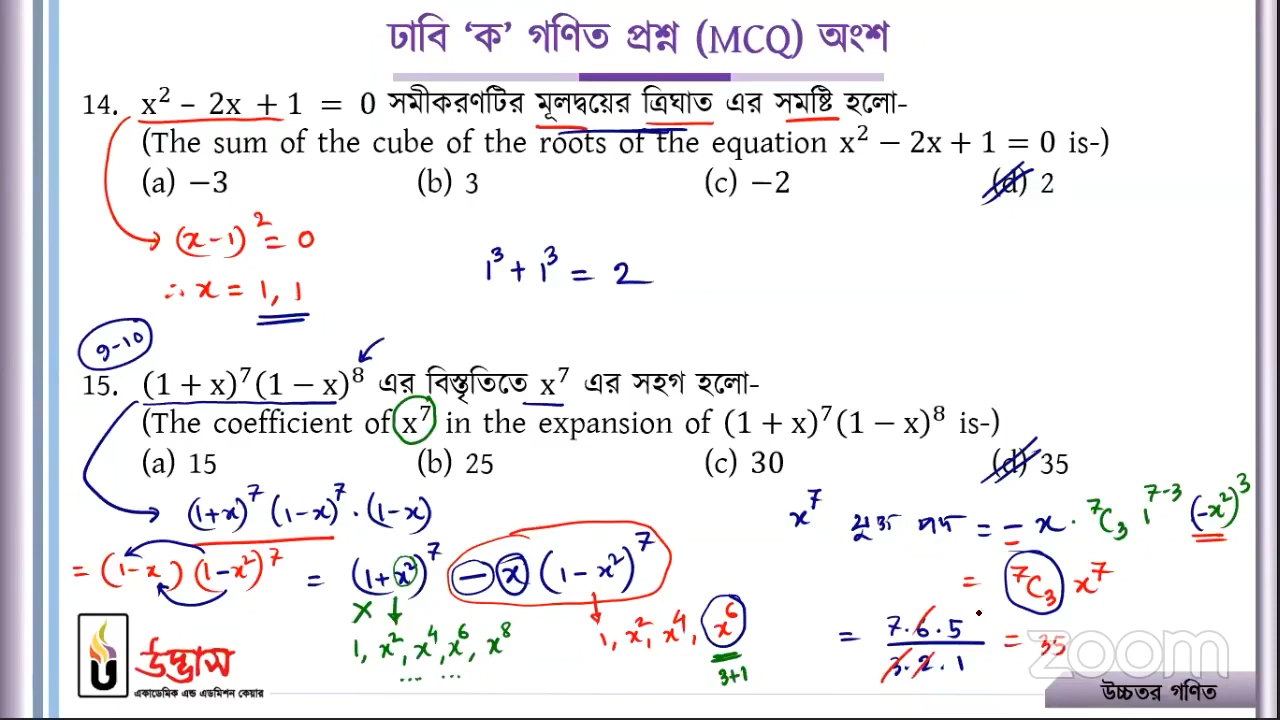 ঢাবি ‘ক’ গণিত প্রশ্ন (MCQ) অংশ
14. x² – 2x + 1 = 0 সমীকরণটির মূলদ্বয়ের ত্রিঘাত এর সমষ্টি হলো-
(The sum of the cube of the roots of the equation x² − 2x + 1 = 0 is-)
(a) −3 (b) 3 (c) −2 (d) 2
(x-1)² = 0
1³ + 1³ = 2
∴ x = 1, 1
9-10
15. (1 + x)⁷(1 − x)⁸ এর বিস্তৃতিতে x⁷ এর সহগ হলো-
(The coefficient of x⁷ in the expansion of (1 + x)⁷(1 − x)⁸ is-)
(a) 15 (b) 25 (c) 30 (d) 35
(1+x)⁷ (1-x)⁷ · (1-x)
x⁷ যুক্ত পদ = - x · ⁷C₃ 1⁷⁻³ (-x²)³
= (1-x) (1-x²)⁷ = (1+x²)⁷ - x (1-x²)⁷
= ⁷C₃ x⁷
x
1, x², x⁴, x⁶, x⁸
... ...
1, x², x⁴, x⁶
3+1
= 7·6·5 / 3·2·1 = 35
zoom
উদ্ভাস
একাডেমিক এন্ড এডমিশন কেয়ার
উচ্চতর গণিত